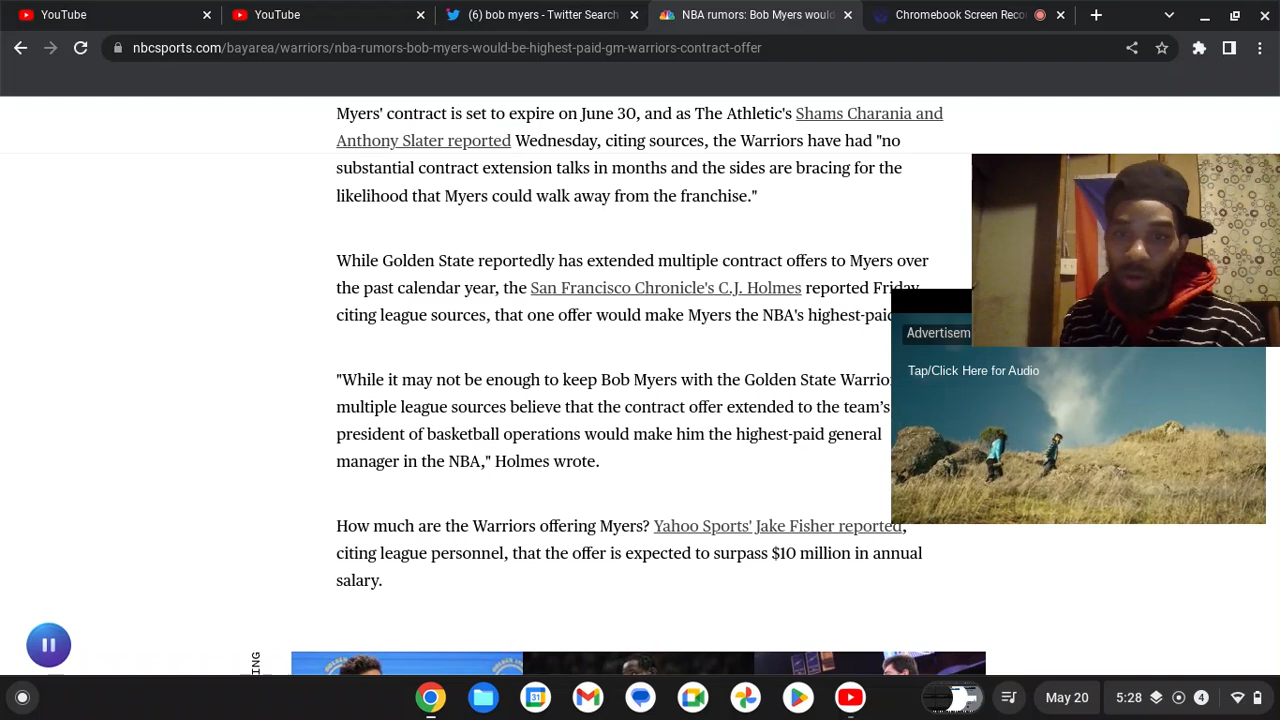 YouTube
YouTube
(6) bob myers - Twitter Search
NBA rumors: Bob Myers would
Chromebook Screen Reco
nbcsports.com/bayarea/warriors/nba-rumors-bob-myers-would-be-highest-paid-gm-warriors-contract-offer
Myers' contract is set to expire on June 30, and as The Athletic's Shams Charania and
Anthony Slater reported Wednesday, citing sources, the Warriors have had "no
substantial contract extension talks in months and the sides are bracing for the
likelihood that Myers could walk away from the franchise."
While Golden State reportedly has extended multiple contract offers to Myers over
the past calendar year, the San Francisco Chronicle's C.J. Holmes reported Friday,
citing league sources, that one offer would make Myers the NBA's highest-paid
Advertisem
Tap/Click Here for Audio
"While it may not be enough to keep Bob Myers with the Golden State Warrio
multiple league sources believe that the contract offer extended to the team’s
president of basketball operations would make him the highest-paid general
manager in the NBA," Holmes wrote.
How much are the Warriors offering Myers? Yahoo Sports' Jake Fisher reported,
citing league personnel, that the offer is expected to surpass $10 million in annual
salary.
ING
31
May 20
5:28
4